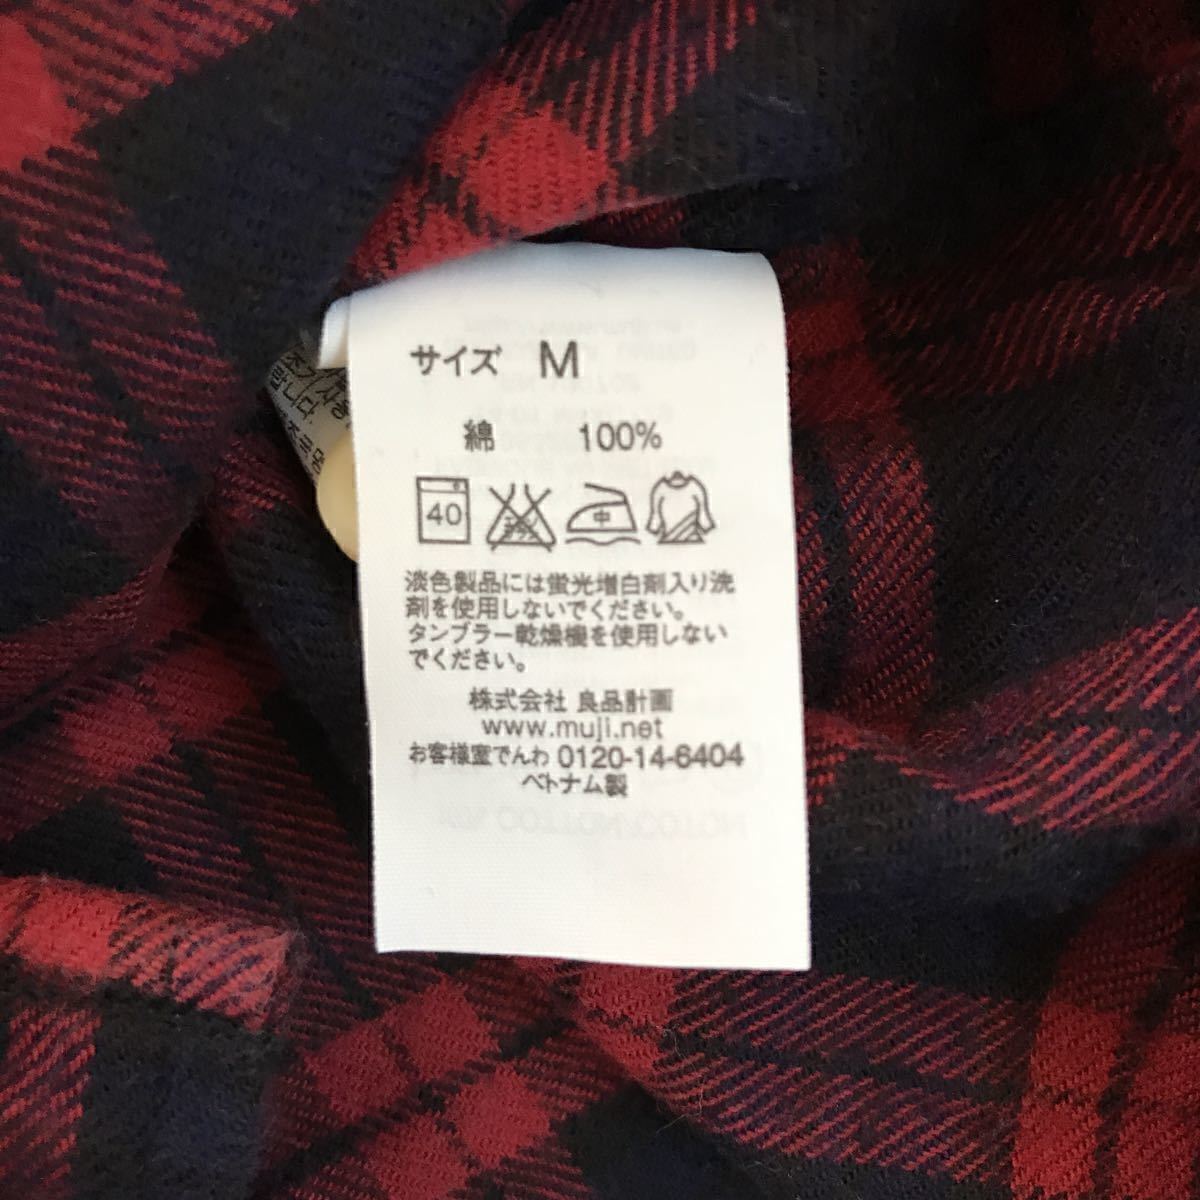 サイズ M
綿 100%
40
中
淡色製品には蛍光増白剤入り洗
剤を使用しないでください。
タンブラー乾燥機を使用しない
でください。
株式会社 良品計画
www.muji.net
お客様室でんわ 0120-14-6404
ベトナム製